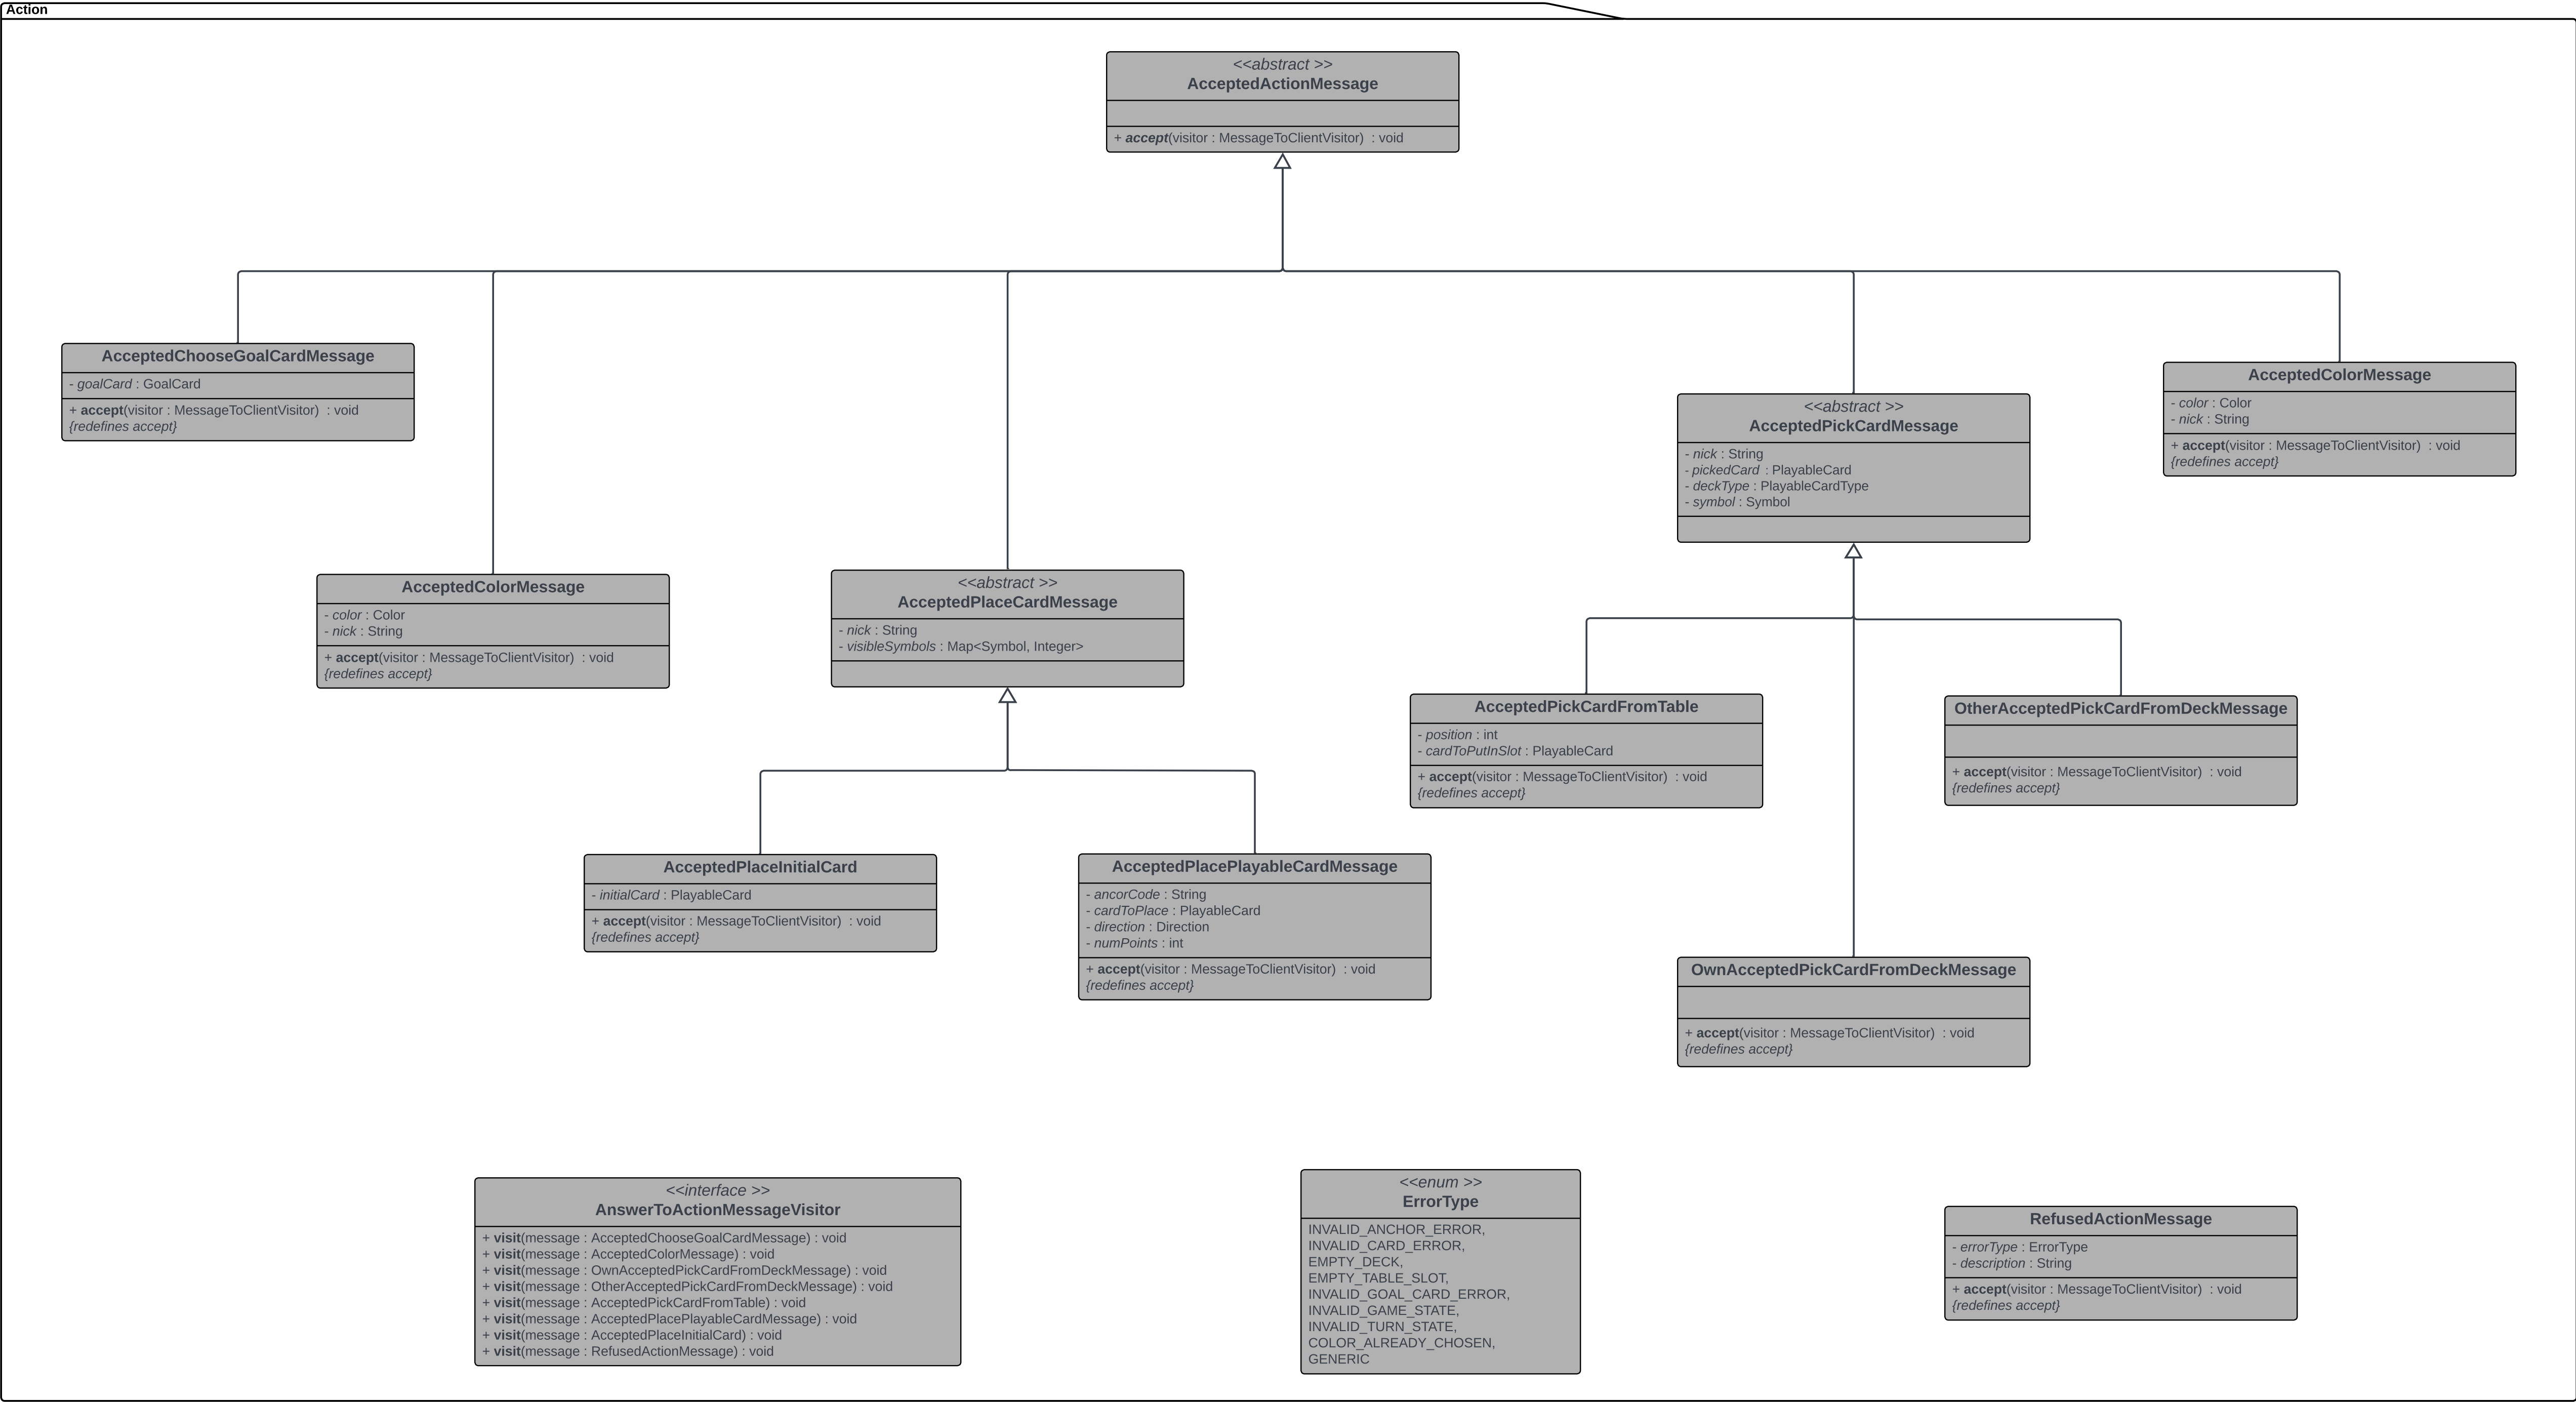 Action
<<abstract >>
AcceptedActionMessage
+ accept(visitor : MessageToClientVisitor)  : void
AcceptedChooseGoalCardMessage
- goalCard : GoalCard
+ accept(visitor : MessageToClientVisitor)  : void
{redefines accept}
AcceptedColorMessage
- color : Color
- nick : String
+ accept(visitor : MessageToClientVisitor)  : void
{redefines accept}
<<abstract >>
AcceptedPickCardMessage
- nick : String
- pickedCard  : PlayableCard
- deckType : PlayableCardType
- symbol : Symbol
AcceptedColorMessage
- color : Color
- nick : String
+ accept(visitor : MessageToClientVisitor)  : void
{redefines accept}
<<abstract >>
AcceptedPlaceCardMessage
- nick : String
- visibleSymbols : Map<Symbol, Integer>
AcceptedPickCardFromTable
- position : int
- cardToPutInSlot : PlayableCard
+ accept(visitor : MessageToClientVisitor)  : void
{redefines accept}
OtherAcceptedPickCardFromDeckMessage
+ accept(visitor : MessageToClientVisitor)  : void
{redefines accept}
AcceptedPlaceInitialCard
- initialCard : PlayableCard
+ accept(visitor : MessageToClientVisitor)  : void
{redefines accept}
AcceptedPlacePlayableCardMessage
- ancorCode : String
- cardToPlace : PlayableCard
- direction : Direction
- numPoints : int
+ accept(visitor : MessageToClientVisitor)  : void
{redefines accept}
OwnAcceptedPickCardFromDeckMessage
+ accept(visitor : MessageToClientVisitor)  : void
{redefines accept}
<<interface >>
AnswerToActionMessageVisitor
+ visit(message : AcceptedChooseGoalCardMessage) : void
+ visit(message : AcceptedColorMessage) : void
+ visit(message : OwnAcceptedPickCardFromDeckMessage) : void
+ visit(message : OtherAcceptedPickCardFromDeckMessage) : void
+ visit(message : AcceptedPickCardFromTable) : void
+ visit(message : AcceptedPlacePlayableCardMessage) : void
+ visit(message : AcceptedPlaceInitialCard) : void
+ visit(message : RefusedActionMessage) : void
<<enum >>
ErrorType
INVALID_ANCHOR_ERROR,
INVALID_CARD_ERROR,
EMPTY_DECK,
EMPTY_TABLE_SLOT,
INVALID_GOAL_CARD_ERROR,
INVALID_GAME_STATE,
INVALID_TURN_STATE,
COLOR_ALREADY_CHOSEN,
GENERIC
RefusedActionMessage
- errorType : ErrorType
- description : String
+ accept(visitor : MessageToClientVisitor)  : void
{redefines accept}